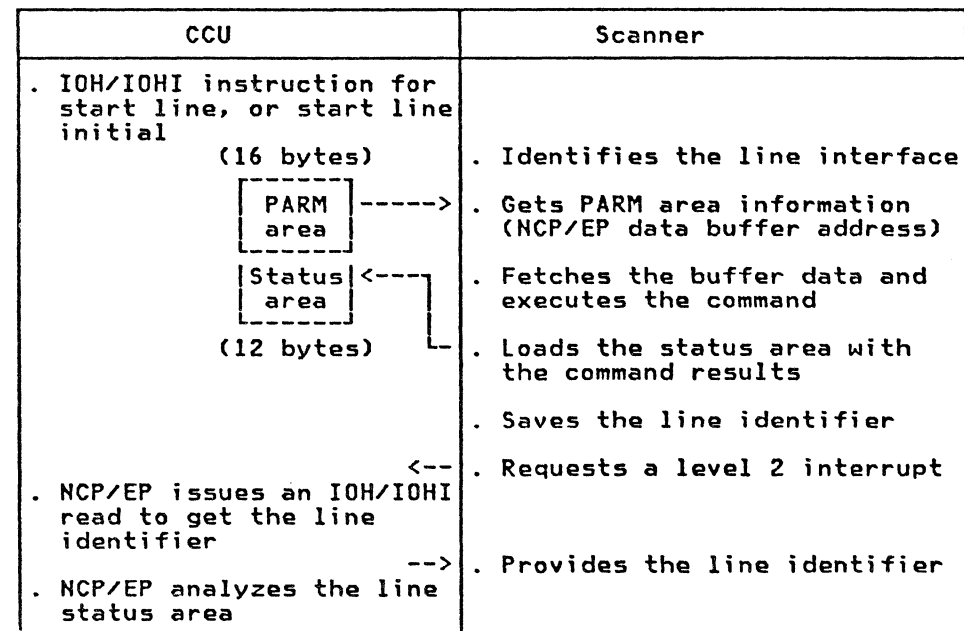 CCU Scanner
. IOH/IOHI instruction for
start line, or start line
initial
(16 bytes) . Identifies the line interface
PARM -----> . Gets PARM area information
area (NCP/EP data buffer address)
Status <---- . Fetches the buffer data and
area executes the command
(12 bytes) . Loads the status area with
the command results
. Saves the line identifier
<-- . Requests a level 2 interrupt
. NCP/EP issues an IOH/IOHI
read to get the line
identifier
--> . Provides the line identifier
. NCP/EP analyzes the line
status area